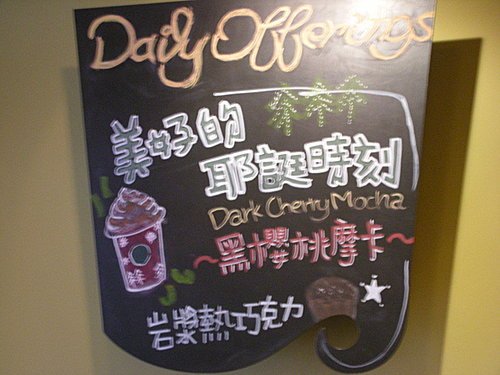 Daily Offerings
美好的
耶誕時刻
Dark Cherry Mocha
~黑櫻桃摩卡~
岩漿熱巧克力